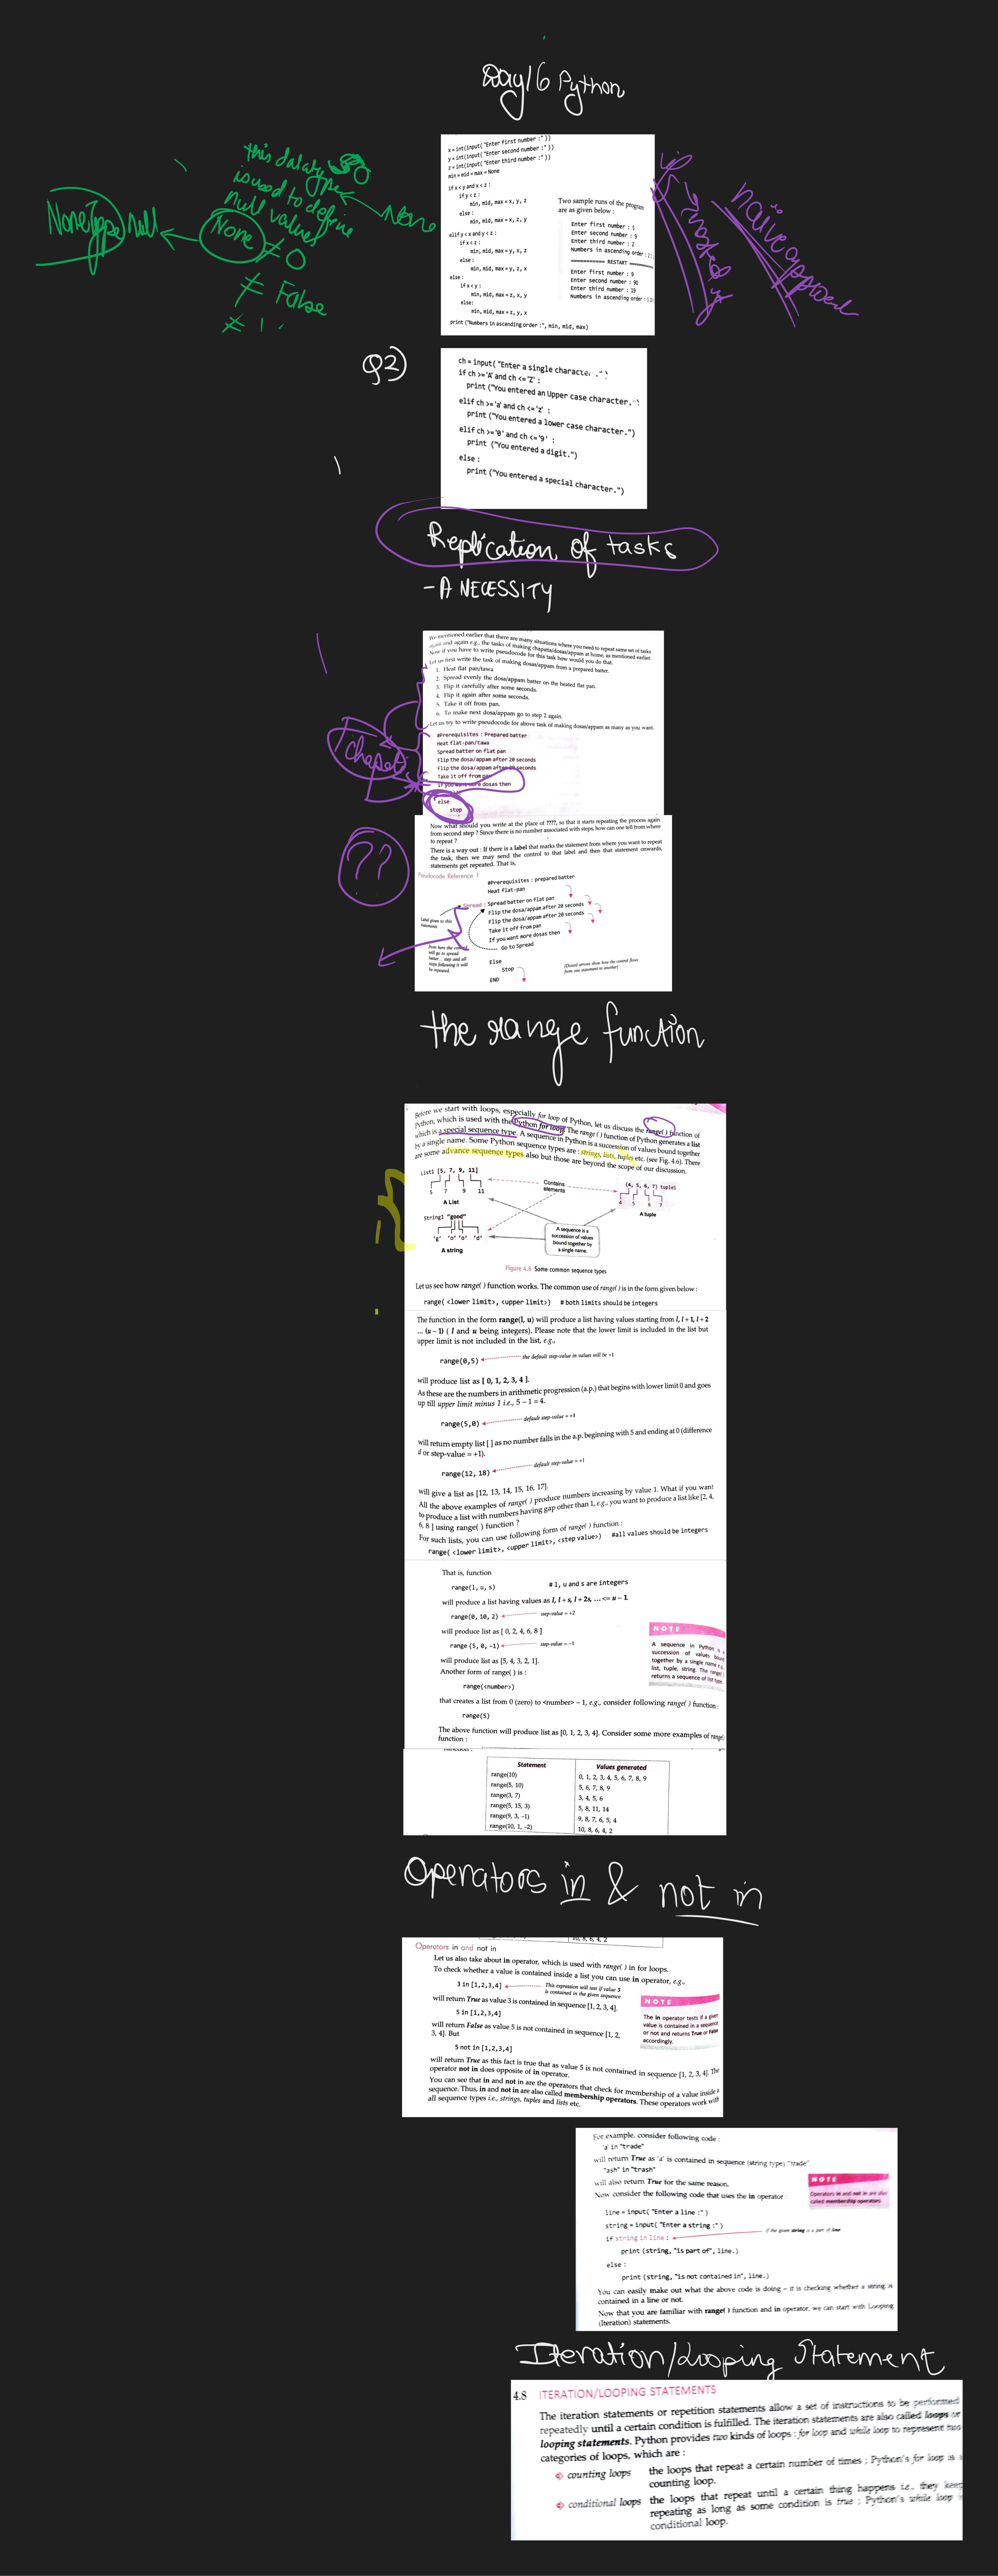 Day 16 Python
this datatype
is used to define
null values
None
NoneType
Null
None ≠ 0
≠ False
≠ 1
x = int(input( "Enter first number :" ))
y = int(input( "Enter second number :" ))
z = int(input( "Enter third number :" ))
min = mid = max = None
if x < y and x < z :
if y < z :
min, mid, max = x, y, z
else :
min, mid, max = x, z, y
elif y < x and y < z :
if x < z :
min, mid, max = y, x, z
else :
min, mid, max = y, z, x
else :
if x < y :
min, mid, max = z, x, y
else:
min, mid, max = z, y, x
print ("Numbers in ascending order :", min, mid, max)
Two sample runs of the program
are as given below :
Enter first number : 5
Enter second number : 9
Enter third number : 2
Numbers in ascending order :
=========== RESTART ========
Enter first number : 9
Enter second number : 90
Enter third number : 19
Numbers in ascending order :
nested if
naive approach
Q2)
ch = input( "Enter a single character :" )
if ch >= 'A' and ch <= 'Z' :
print ("You entered an Upper case character.")
elif ch >= 'a' and ch <= 'z' :
print ("You entered a lower case character.")
elif ch >= '0' and ch <= '9' :
print ("You entered a digit.")
else :
print ("You entered a special character.")
Replication of tasks
- A NECESSITY
We mentioned earlier that there are many situations where you need to repeat same set of tasks
again and again e.g., the tasks of making chapatis/dosas/appam at home, as mentioned earlier.
Now if you have to write pseudocode for this task how would you do that.
Let us first write the task of making dosas/appam from a prepared batter.
1. Heat flat pan/tawa
2. Spread evenly the dosa/appam batter on the heated flat pan.
3. Flip it carefully after some seconds.
4. Flip it again after some seconds.
5. Take it off from pan.
6. To make next dosa/appam go to step 2 again.
Let us try to write pseudocode for above task of making dosas/appam as many as you want.
#Prerequisites : Prepared batter
Heat flat-pan/tawa
Spread batter on flat pan
Flip the dosa/appam after 20 seconds
Flip the dosa/appam after 20 seconds
Take it off from pan
If you want more dosas then
else
stop
??
Now what should you write at the place of ????, so that it starts repeating the process again
from second step ? Since there is no number associated with steps, how can one tell from where
to repeat ?
There is a way out : If there is a label that marks the statement from where you want to repeat
the task, then we may send the control to that label and then that statement onwards,
statements get repeated. That is,
Pseudocode Reference 1
#Prerequisites : prepared batter
Heat flat-pan
Spread : Spread batter on flat pan
Flip the dosa/appam after 20 seconds
Flip the dosa/appam after 20 seconds
Take it off from pan
If you want more dosas then
Go to Spread
Else
Stop
END
Label given to this
statement
from here the control
will go to spread
batter... step and all
steps following it will
be repeated.
[Dotted arrows show how the control flows
from one statement to another]
the range function
Before we start with loops, especially for loop of Python, let us discuss the range( ) function of
Python, which is used with the Python for loop. The range( ) function of Python generates a list
which is a special sequence type. A sequence in Python is a succession of values bound together
by a single name. Some Python sequence types are : strings, lists, tuples etc. (see Fig. 4.6). There
are some advance sequence types also but those are beyond the scope of our discussion.
List1 [5, 7, 9, 11]
5 7 9 11
A List
Contains
elements
(4, 5, 6, 7) tuple1
4 5 6 7
A tuple
string1 "good"
'g' 'o' 'o' 'd'
A string
A sequence is a
succession of values
bound together by
a single name.
Figure 4.6 Some common sequence types
Let us see how range( ) function works. The common use of range( ) is in the form given below :
range( <lower limit>, <upper limit>) # both limits should be integers
The function in the form range(l, u) will produce a list having values starting from l, l + 1, l + 2
... (u – 1) ( l and u being integers). Please note that the lower limit is included in the list but
upper limit is not included in the list, e.g.,
range(0,5) the default step-value in values will be +1
will produce list as [ 0, 1, 2, 3, 4 ].
As these are the numbers in arithmetic progression (a.p.) that begins with lower limit 0 and goes
up till upper limit minus 1 i.e., 5 – 1 = 4.
range(5,0) default step-value = +1
will return empty list [ ] as no number falls in the a.p. beginning with 5 and ending at 0 (difference
d or step-value = +1).
range(12, 18) default step-value = +1
will give a list as [12, 13, 14, 15, 16, 17].
All the above examples of range( ) produce numbers increasing by value 1. What if you want
to produce a list with numbers having gap other than 1, e.g., you want to produce a list like [2, 4,
6, 8 ] using range( ) function ?
For such lists, you can use following form of range( ) function :
range( <lower limit>, <upper limit>, <step value>) #all values should be integers
That is, function
range(l, u, s) # l, u and s are integers
will produce a list having values as l, l + s, l + 2s, ... <= u – 1.
range(0, 10, 2) step-value = +2
will produce list as [ 0, 2, 4, 6, 8 ]
range (5, 0, -1) step-value = -1
will produce list as [5, 4, 3, 2, 1].
Another form of range( ) is :
range(<number>)
that creates a list from 0 (zero) to <number> – 1, e.g., consider following range( ) function :
range(5)
The above function will produce list as [0, 1, 2, 3, 4]. Consider some more examples of range( )
function :
NOTE
A sequence in Python is a
succession of values bound
together by a single name e.g.,
list, tuple, string. The range( )
returns a sequence of list type.
Statement Values generated
range(10) 0, 1, 2, 3, 4, 5, 6, 7, 8, 9
range(5, 10) 5, 6, 7, 8, 9
range(3, 7) 3, 4, 5, 6
range(5, 15, 3) 5, 8, 11, 14
range(9, 3, -1) 9, 8, 7, 6, 5, 4
range(10, 1, -2) 10, 8, 6, 4, 2
Operators in & not in
10, 8, 6, 4, 2
Operators in and not in
Let us also take about in operator, which is used with range( ) in for loops.
To check whether a value is contained inside a list you can use in operator, e.g.,
3 in [1,2,3,4] This expression will test if value 3
is contained in the given sequence
will return True as value 3 is contained in sequence [1, 2, 3, 4].
5 in [1,2,3,4]
will return False as value 5 is not contained in sequence [1, 2,
3, 4]. But
5 not in [1,2,3,4]
will return True as this fact is true that as value 5 is not contained in sequence [1, 2, 3, 4]. The
operator not in does opposite of in operator.
You can see that in and not in are the operators that check for membership of a value inside a
sequence. Thus, in and not in are also called membership operators. These operators work with
all sequence types i.e., strings, tuples and lists etc.
NOTE
The in operator tests if a given
value is contained in a sequence
or not and returns True or False
accordingly.
For example, consider following code :
'a' in "trade"
will return True as 'a' is contained in sequence (string type) "trade"
"ash" in "trash"
will also return True for the same reason.
Now consider the following code that uses the in operator :
line = input( "Enter a line :" )
string = input( "Enter a string :" )
if string in line : if the given string is a part of line
print (string, "is part of", line.)
else :
print (string, "is not contained in", line.)
You can easily make out what the above code is doing – it is checking whether a string is
contained in a line or not.
Now that you are familiar with range( ) function and in operator, we can start with Looping
(Iteration) statements.
NOTE
Operators in and not in are also
called membership operators.
Iteration/Looping Statement
4.8 ITERATION/LOOPING STATEMENTS
The iteration statements or repetition statements allow a set of instructions to be performed
repeatedly until a certain condition is fulfilled. The iteration statements are also called loops or
looping statements. Python provides two kinds of loops : for loop and while loop to represent two
categories of loops, which are :
counting loops the loops that repeat a certain number of times ; Python's for loop is a
counting loop.
conditional loops the loops that repeat until a certain thing happens i.e., they keep
repeating as long as some condition is true ; Python's while loop is
conditional loop.